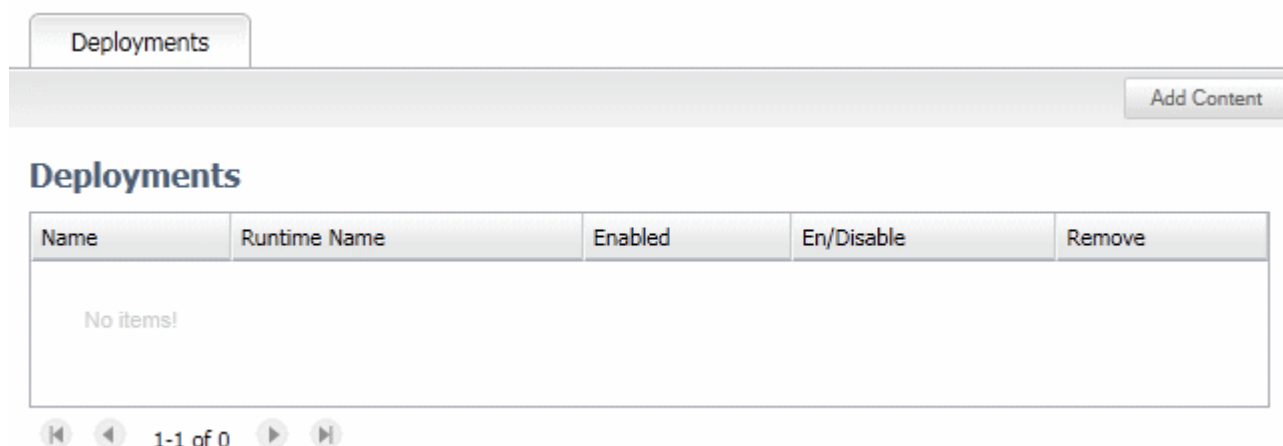 Deployments
Add Content
Deployments
Name Runtime Name Enabled En/Disable Remove
No items!
1-1 of 0